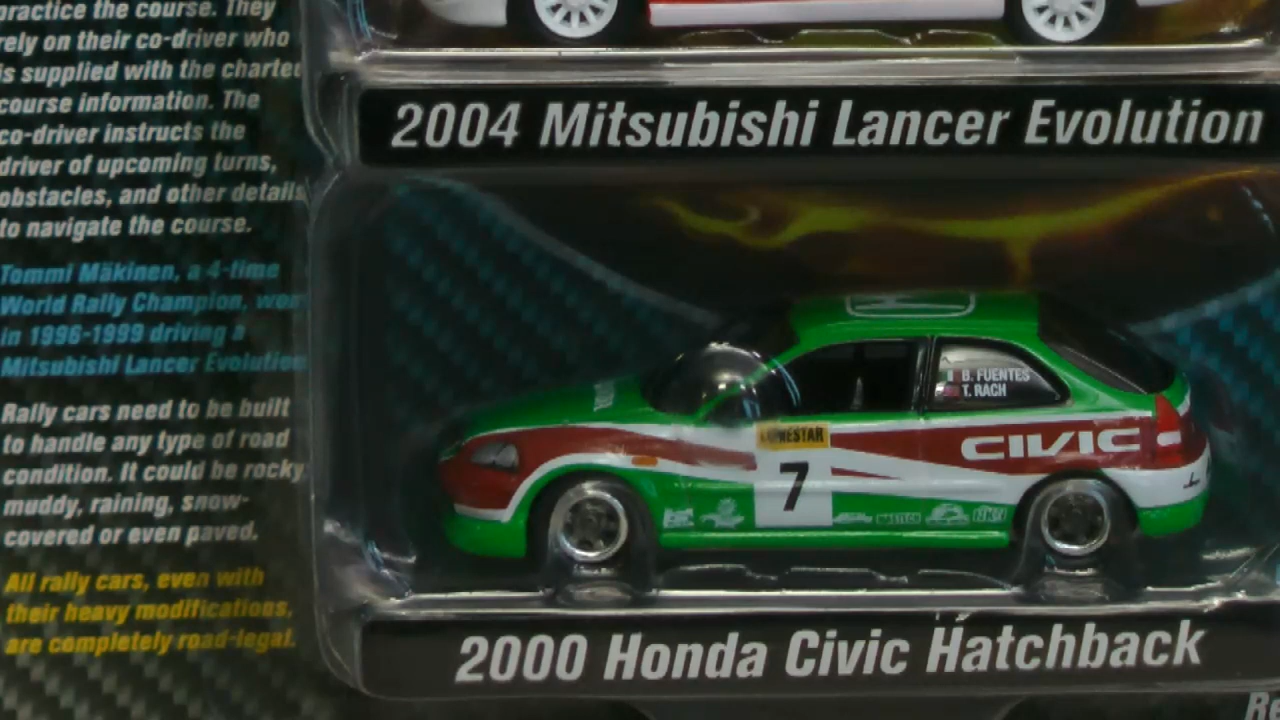 practice the course. They
rely on their co-driver who
is supplied with the charted
course information. The
co-driver instructs the
driver of upcoming turns,
obstacles, and other details
to navigate the course.
Tommi Mäkinen, a 4-time
World Rally Champion, won
in 1996-1999 driving a
Mitsubishi Lancer Evolution
Rally cars need to be built
to handle any type of road
condition. It could be rocky
muddy, raining, snow-
covered or even paved.
All rally cars, even with
their heavy modifications,
are completely road-legal.
2004 Mitsubishi Lancer Evolution
B. FUENTES
T. RACH
CIVIC
7
2000 Honda Civic Hatchback
Re